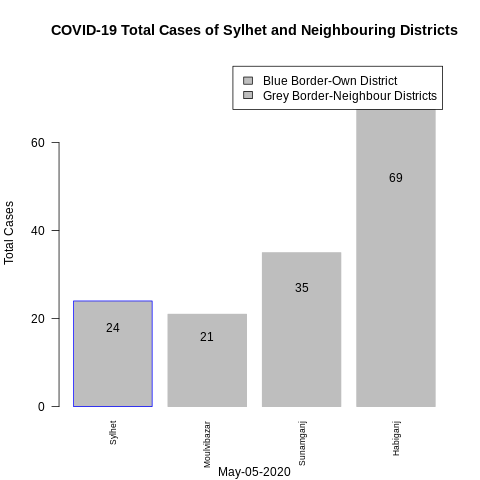 COVID-19 Total Cases of Sylhet and Neighbouring Districts
Blue Border-Own District
Grey Border-Neighbour Districts
Total Cases
60
40
20
0
24
21
35
69
Sylhet
Moulvibazar
Sunamganj
Habiganj
May-05-2020